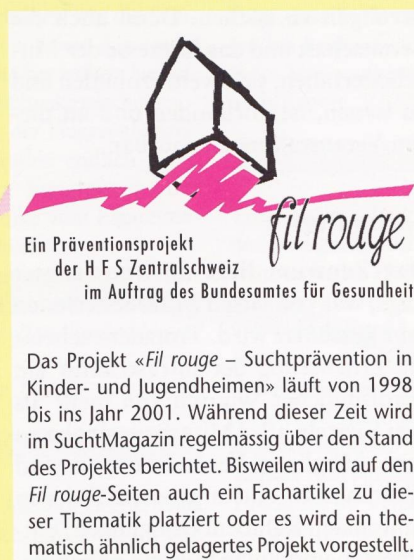 fil rouge
Ein Präventionsprojekt
der H F S Zentralschweiz
im Auftrag des Bundesamtes für Gesundheit
Das Projekt «Fil rouge – Suchtprävention in
Kinder- und Jugendheimen» läuft von 1998
bis ins Jahr 2001. Während dieser Zeit wird
im SuchtMagazin regelmässig über den Stand
des Projektes berichtet. Bisweilen wird auf den
Fil rouge-Seiten auch ein Fachartikel zu die-
ser Thematik platziert oder es wird ein the-
matisch ähnlich gelagertes Projekt vorgestellt.